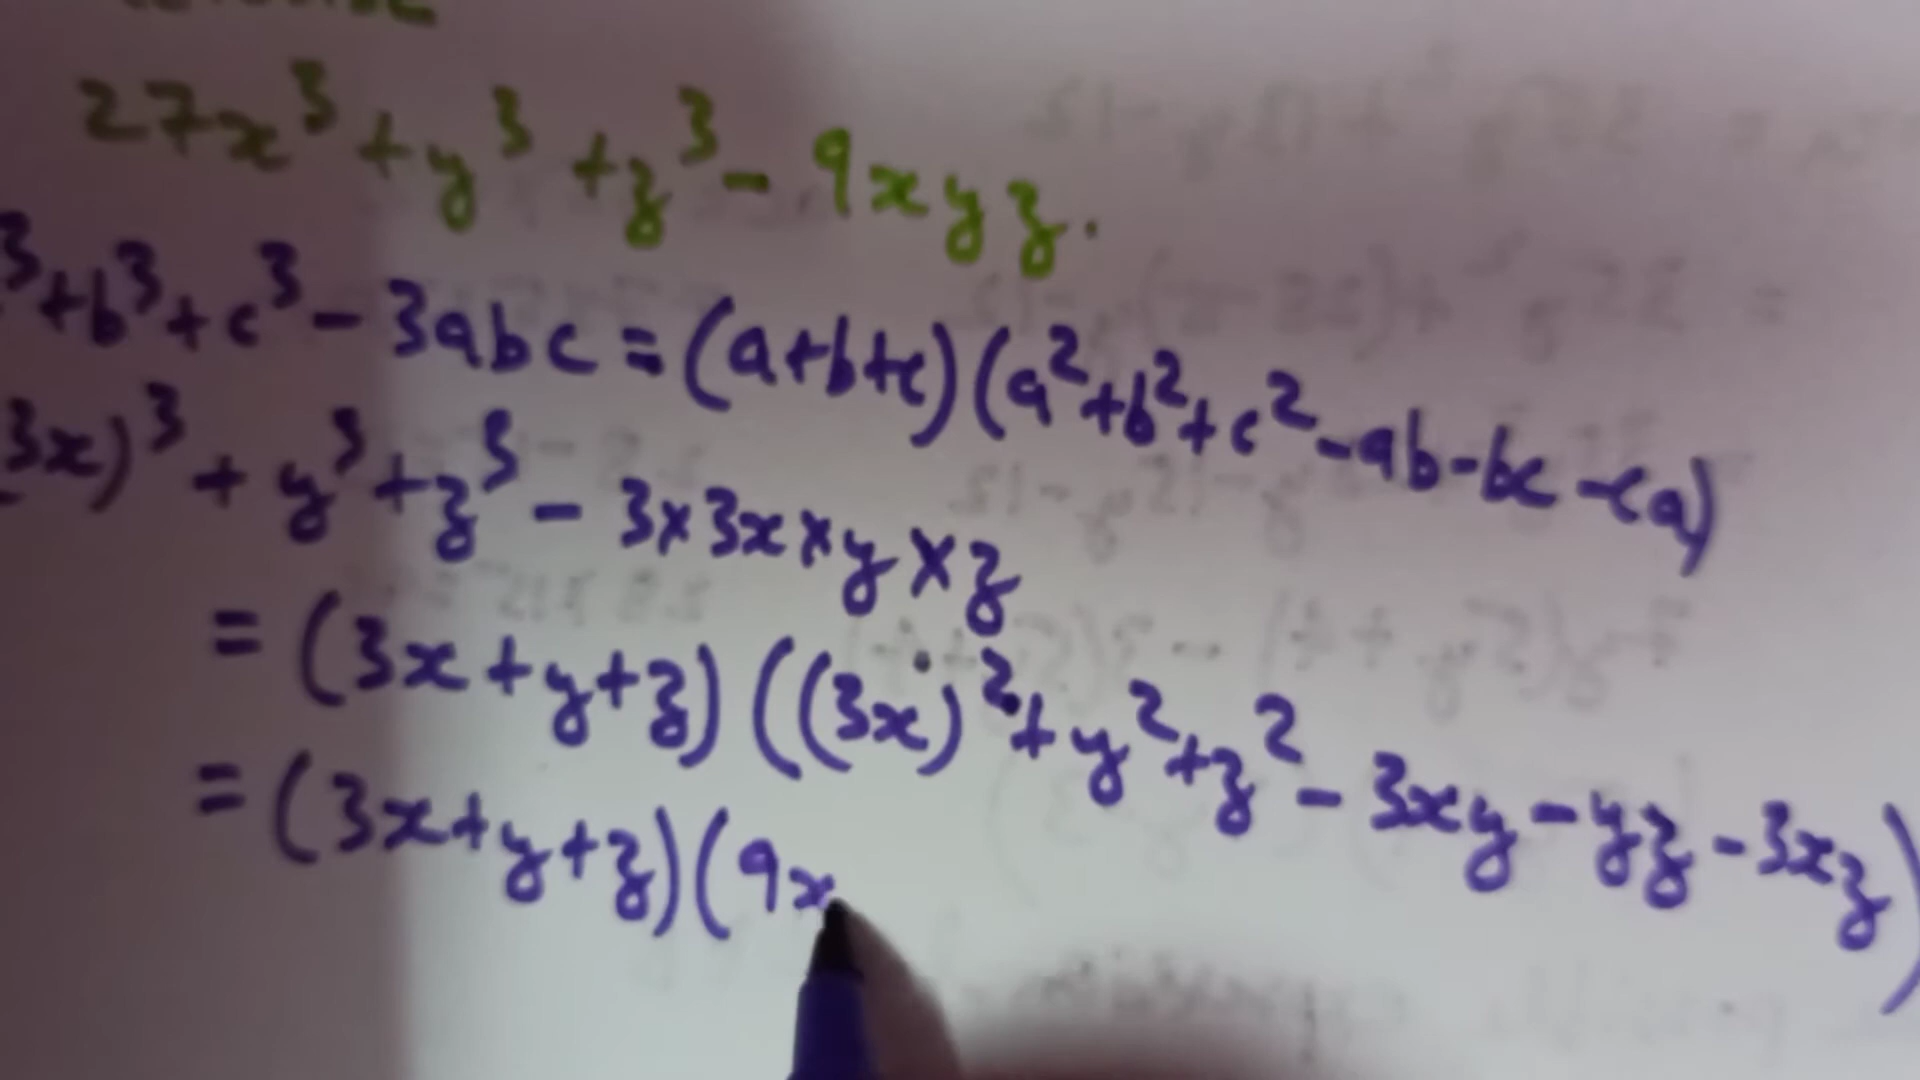 27x³ + y³ + z³ - 9xyz.
³ + b³ + c³ - 3abc = (a+b+c)(a² + b² + c² - ab - bc - ca)
3x)³ + y³ + z³ - 3×3x×y×z
= (3x + y + z) ((3x)² + y² + z² - 3xy - yz - 3xz)
= (3x + y + z)(9x